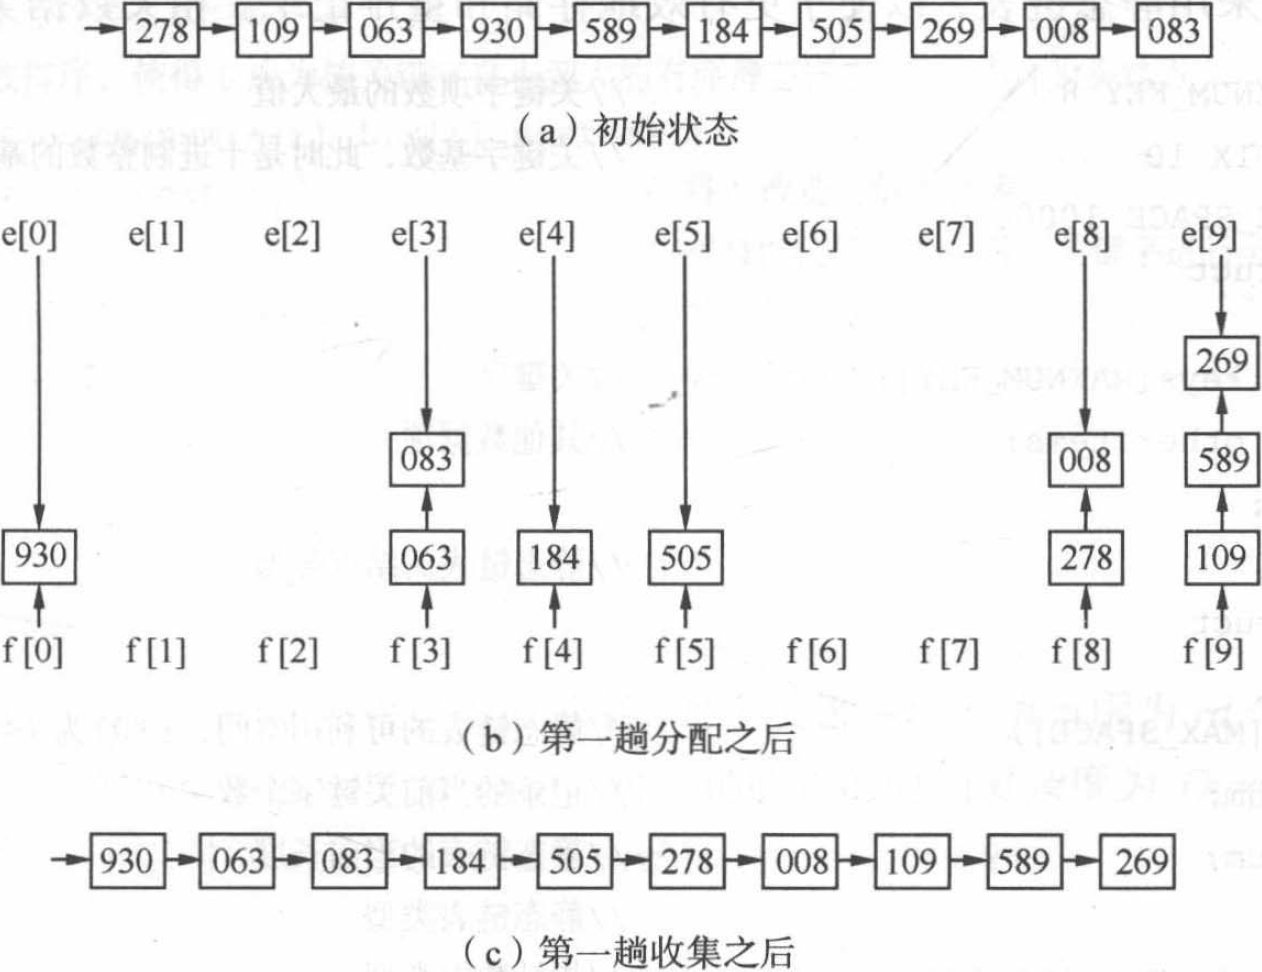 278 109 063 930 589 184 505 269 008 083
(a)初始状态
e[0] e[1] e[2] e[3] e[4] e[5] e[6] e[7] e[8] e[9]
269
083 008 589
930 063 184 505 278 109
f[0] f[1] f[2] f[3] f[4] f[5] f[6] f[7] f[8] f[9]
(b)第一趟分配之后
930 063 083 184 505 278 008 109 589 269
(c)第一趟收集之后